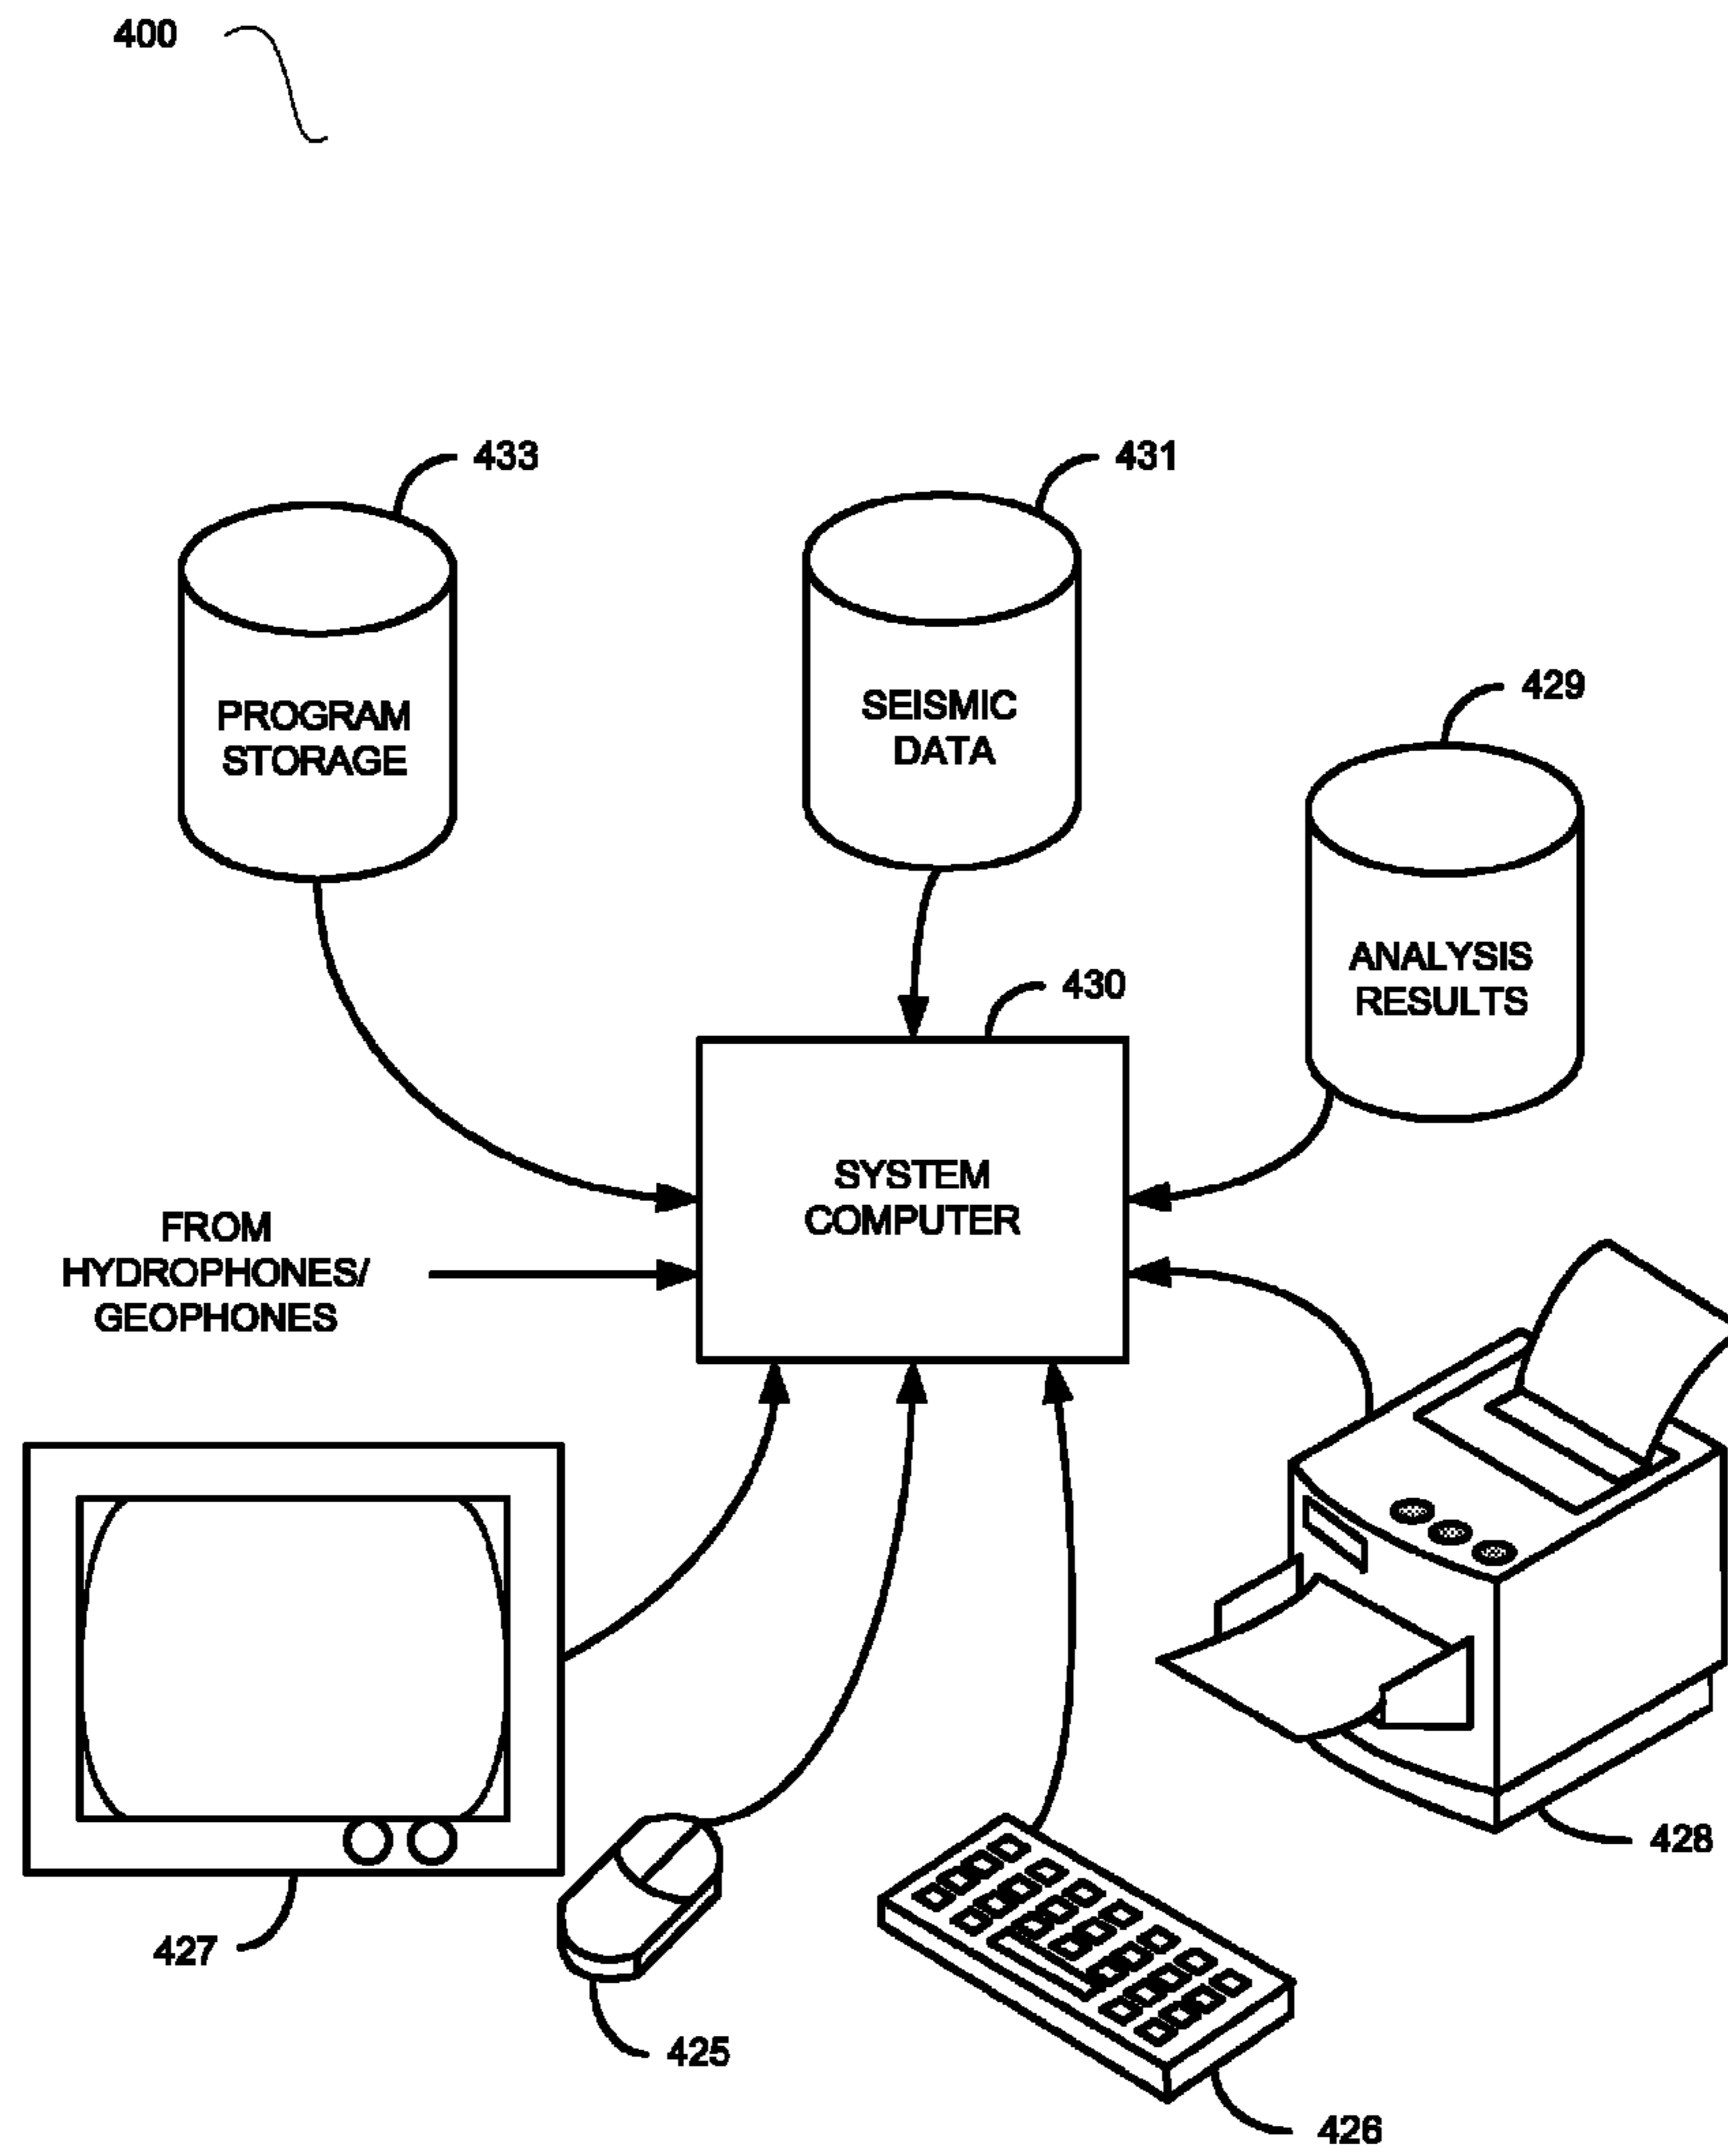 400
433
431
PROGRAM
STORAGE
SEISMIC
DATA
429
ANALYSIS
RESULTS
430
SYSTEM
COMPUTER
FROM
HYDROPHONES/
GEOPHONES
428
427
425
426